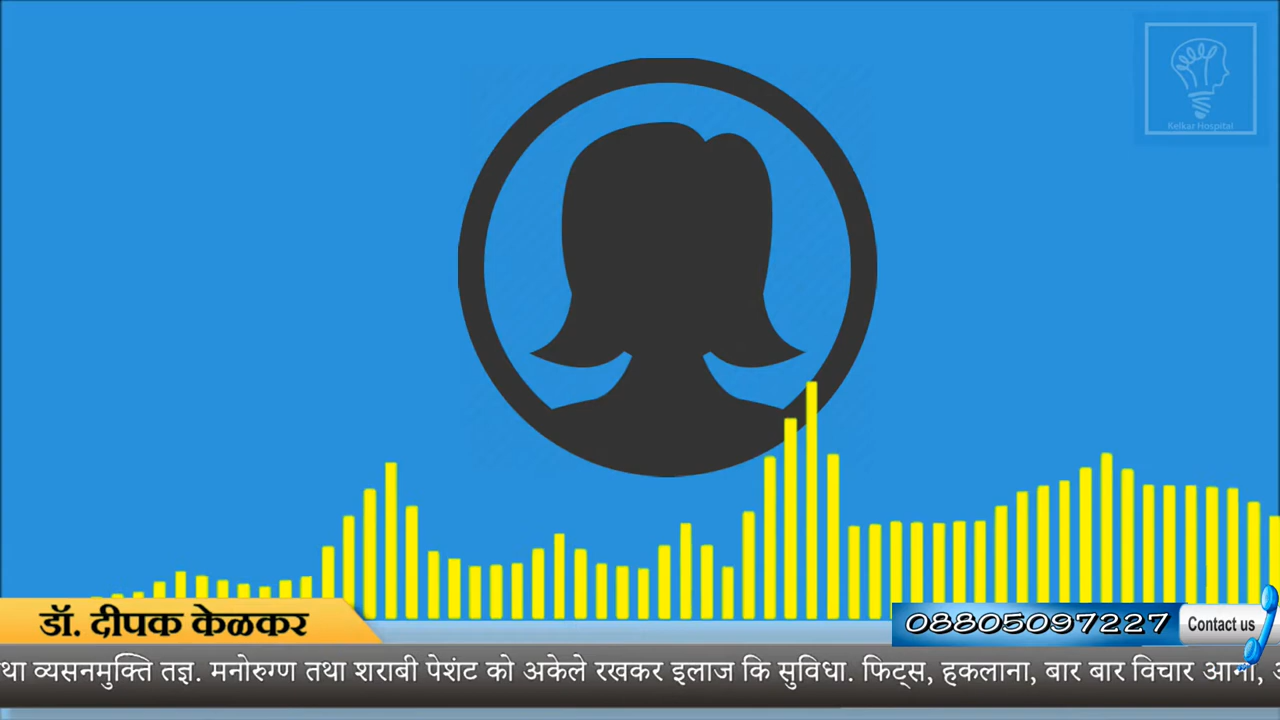 Kelkar Hospital
डॉ. दीपक केळकर
08805097227
Contact us
था व्यसनमुक्ति तज्ञ. मनोरुग्ण तथा शराबी पेशंट को अकेले रखकर इलाज कि सुविधा. फिट्स, हकलाना, बार बार विचार आना,